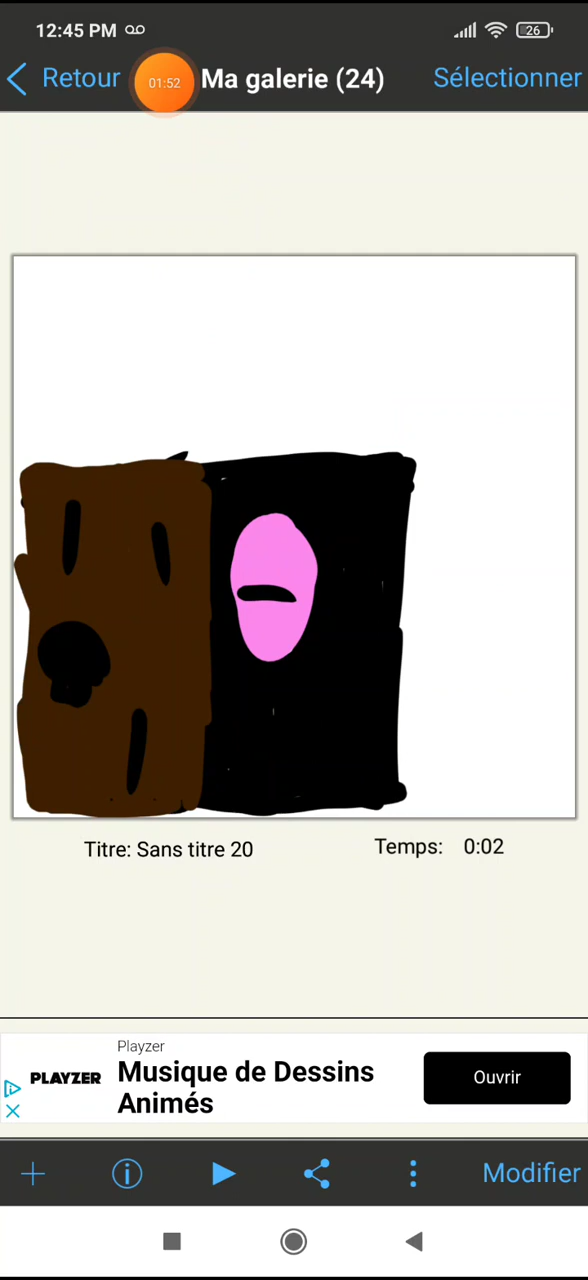 12:45 PM
26
Retour
01:52
Ma galerie (24)
Sélectionner
Titre: Sans titre 20
Temps: 0:02
Playzer
PLAYZER
Musique de Dessins
Animés
Ouvrir
Modifier